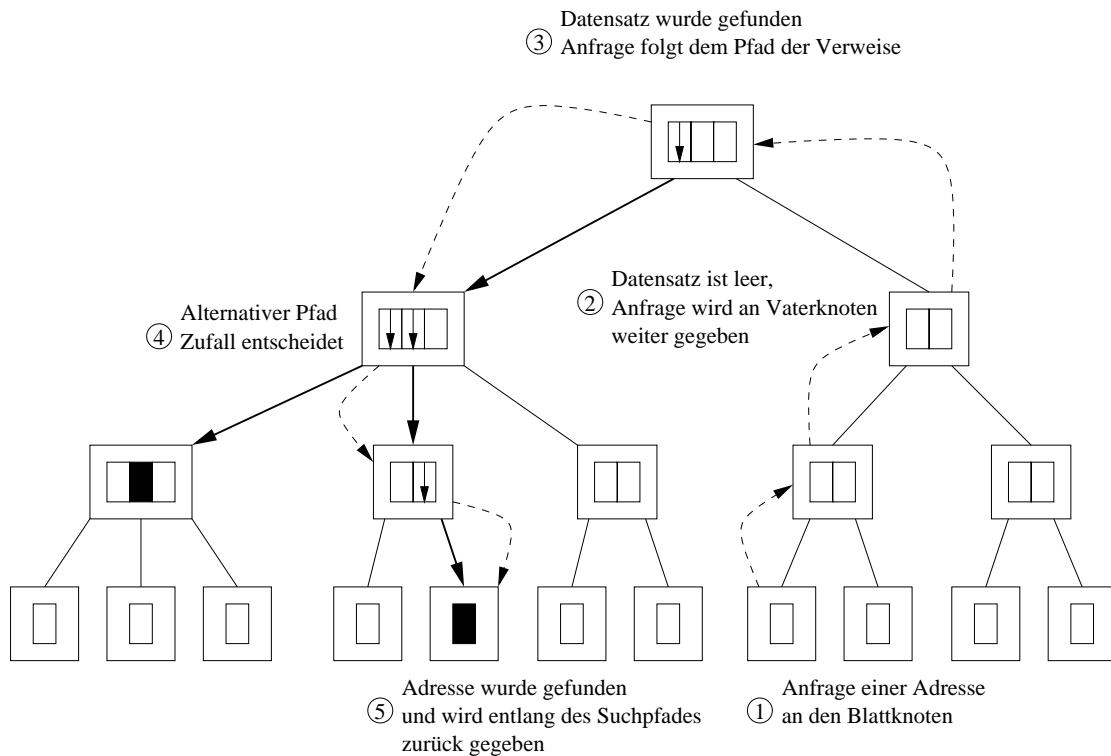 Datensatz wurde gefunden
③ Anfrage folgt dem Pfad der Verweise
Datensatz ist leer,
② Anfrage wird an Vaterknoten
weiter gegeben
Alternativer Pfad
④ Zufall entscheidet
Adresse wurde gefunden
⑤ und wird entlang des Suchpfades
zurück gegeben
Anfrage einer Adresse
① an den Blattknoten